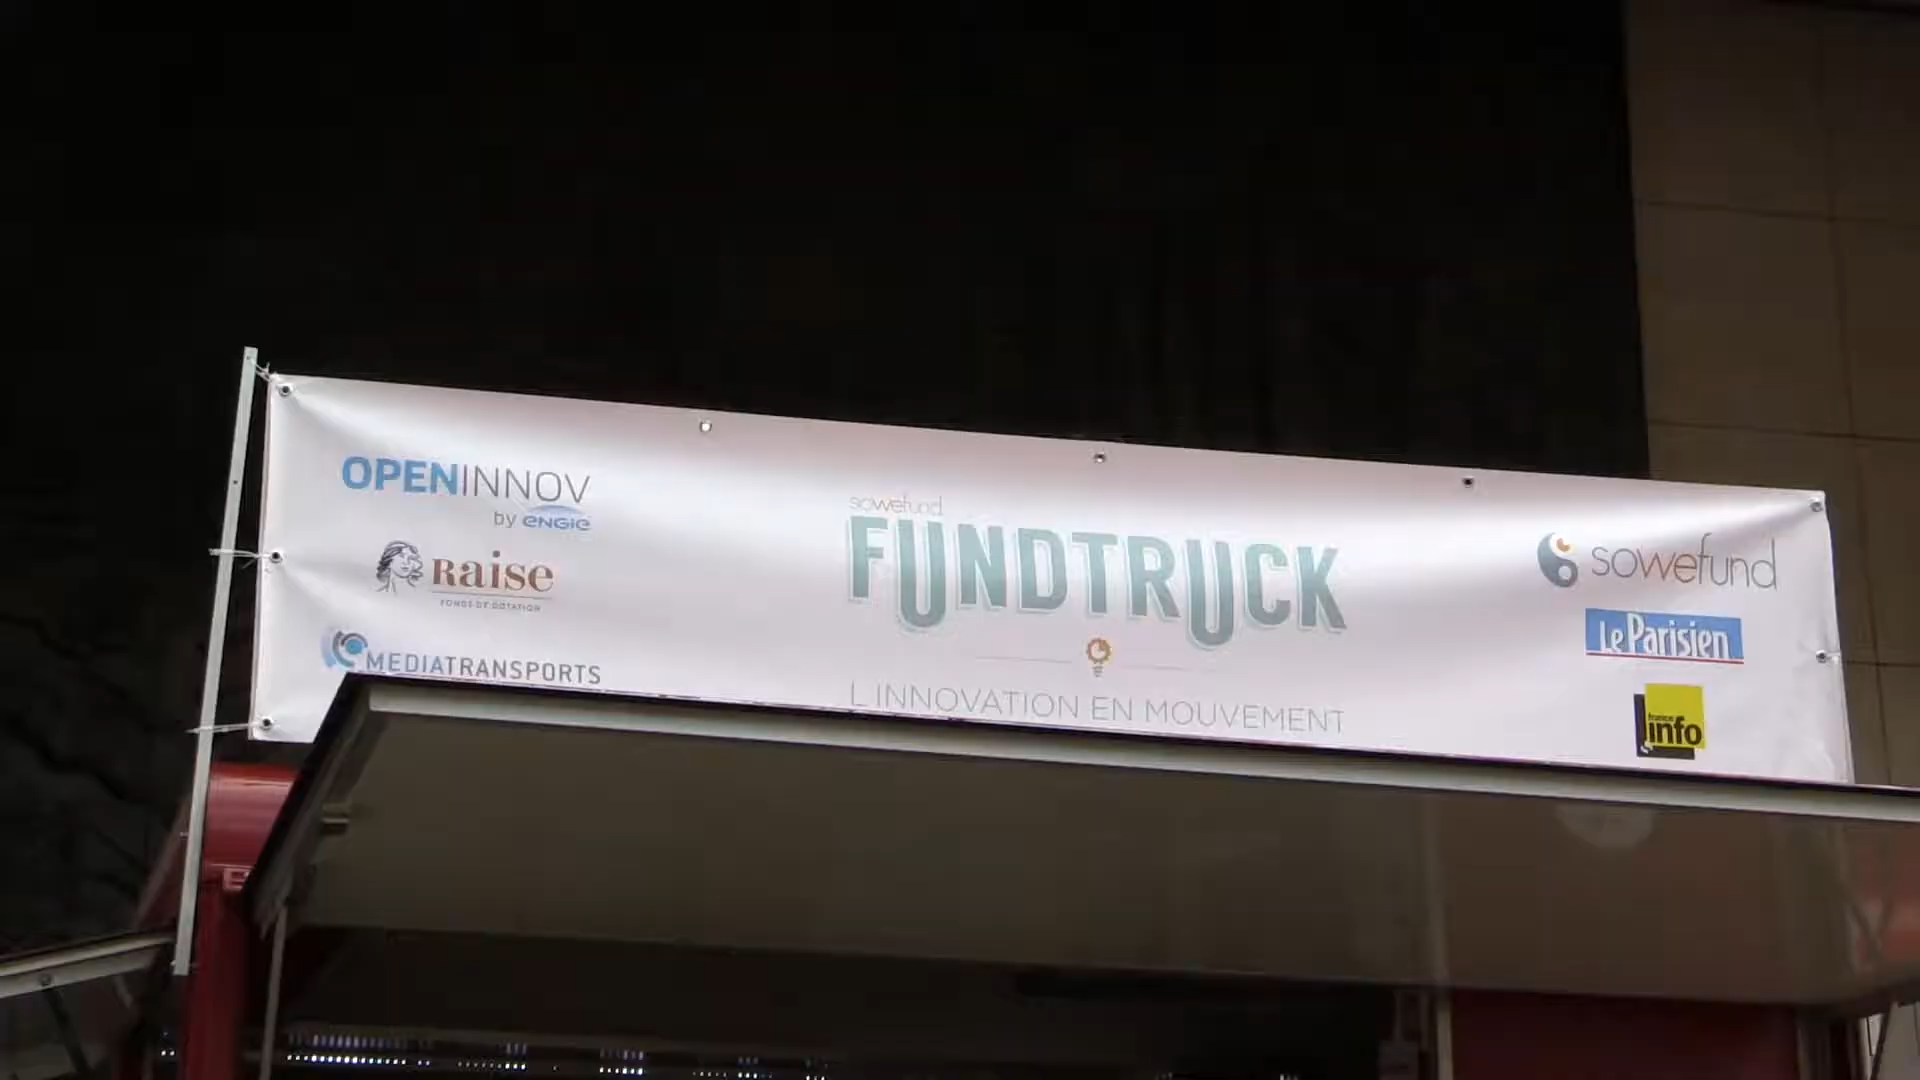 OPENINNOV
by ENGIE
Raise
FONDS DE DOTATION
MEDIATRANSPORTS
sowefund
FUNDTRUCK
L'INNOVATION EN MOUVEMENT
sowefund
Le Parisien
france
info